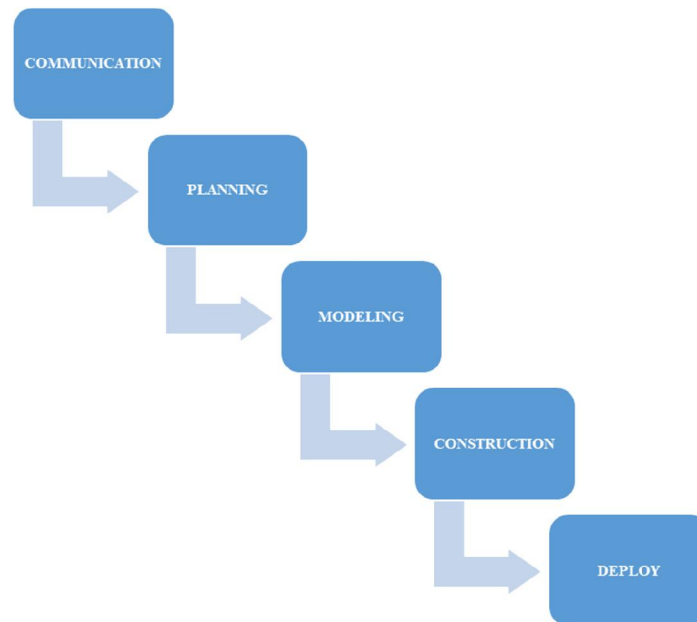 COMMUNICATION
PLANNING
MODELING
CONSTRUCTION
DEPLOY